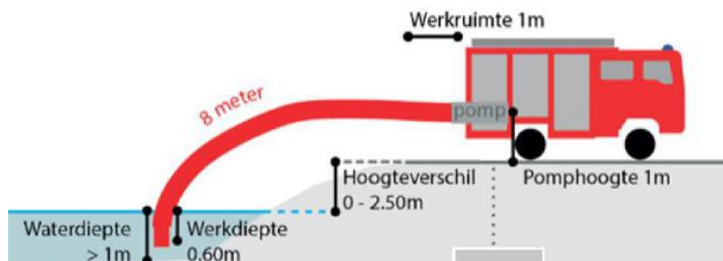 Werkruimte 1m
8 meter
pomp
Hoogteverschil
0 - 2.50m
Pomphoogte 1m
Waterdiepte
> 1m
Werkdiepte
0,60m